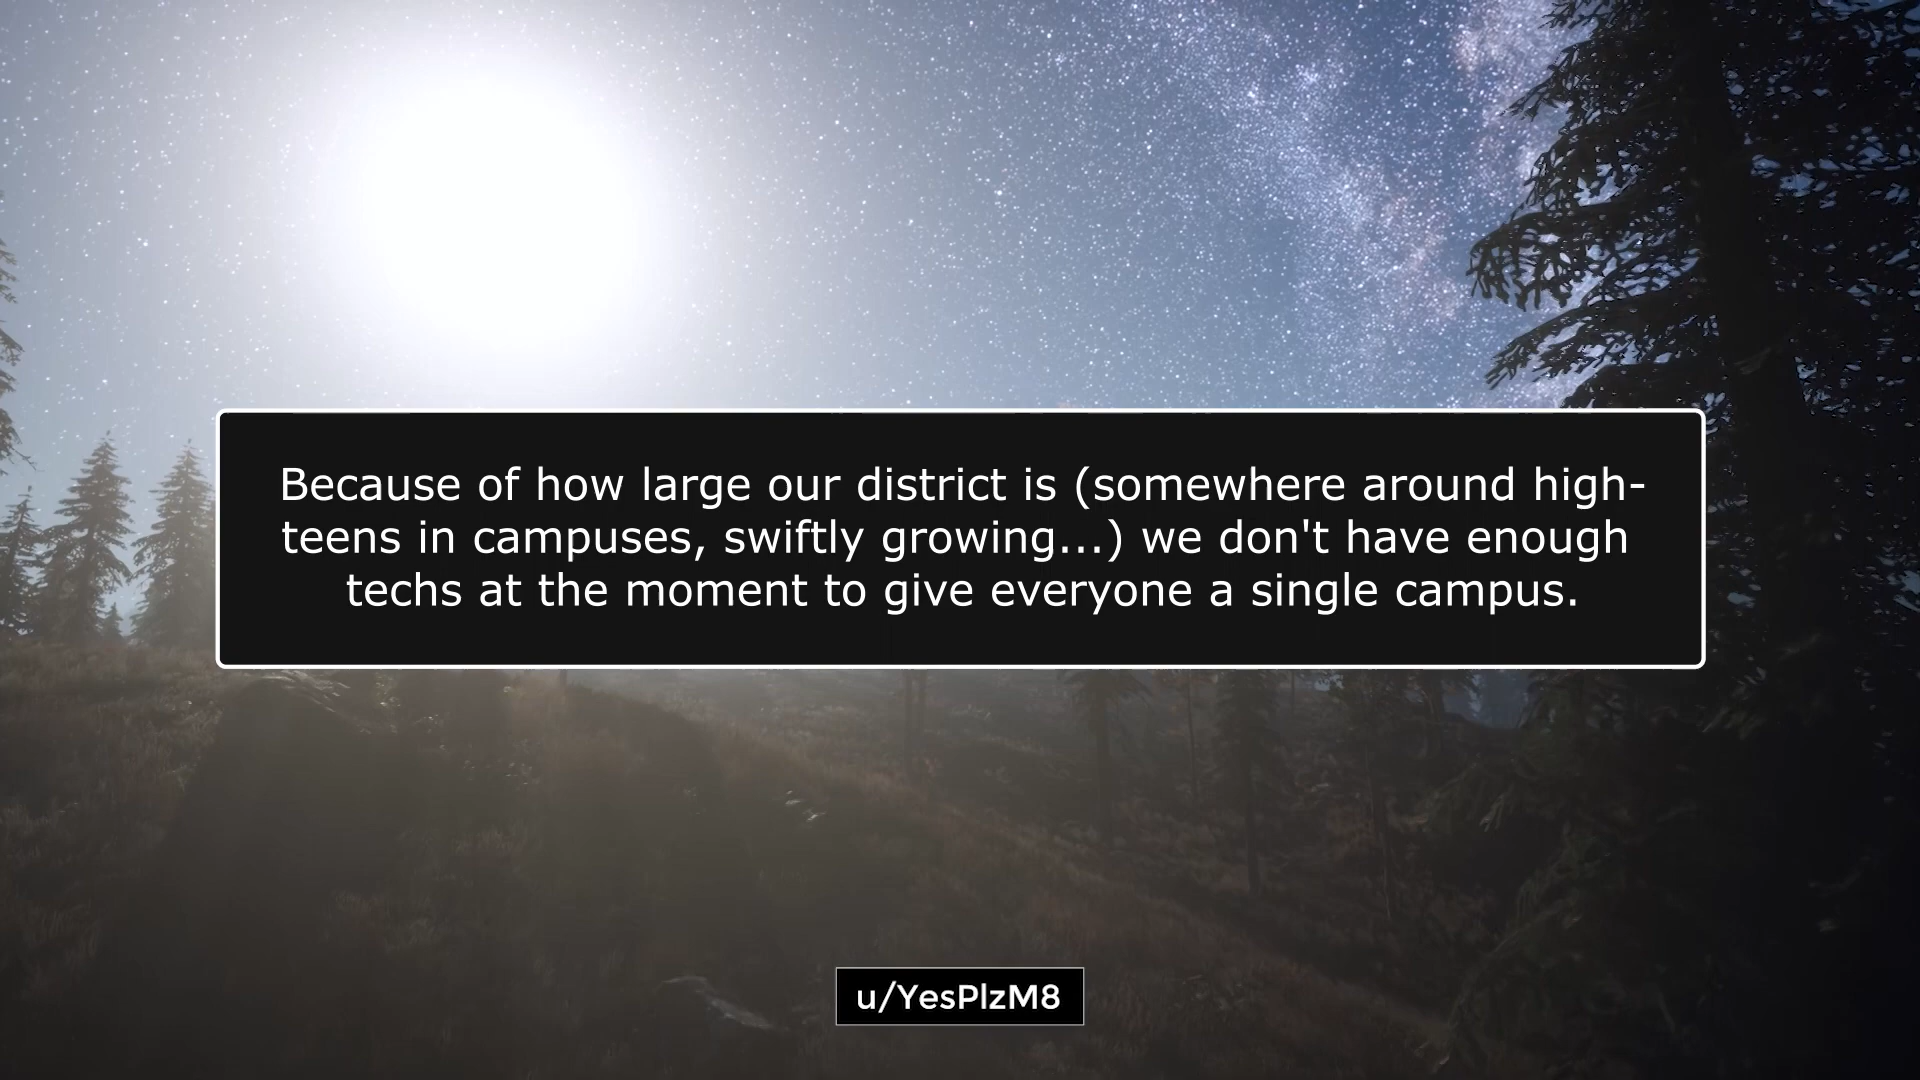 Because of how large our district is (somewhere around high-
teens in campuses, swiftly growing...) we don't have enough
techs at the moment to give everyone a single campus.
u/YesPlzM8